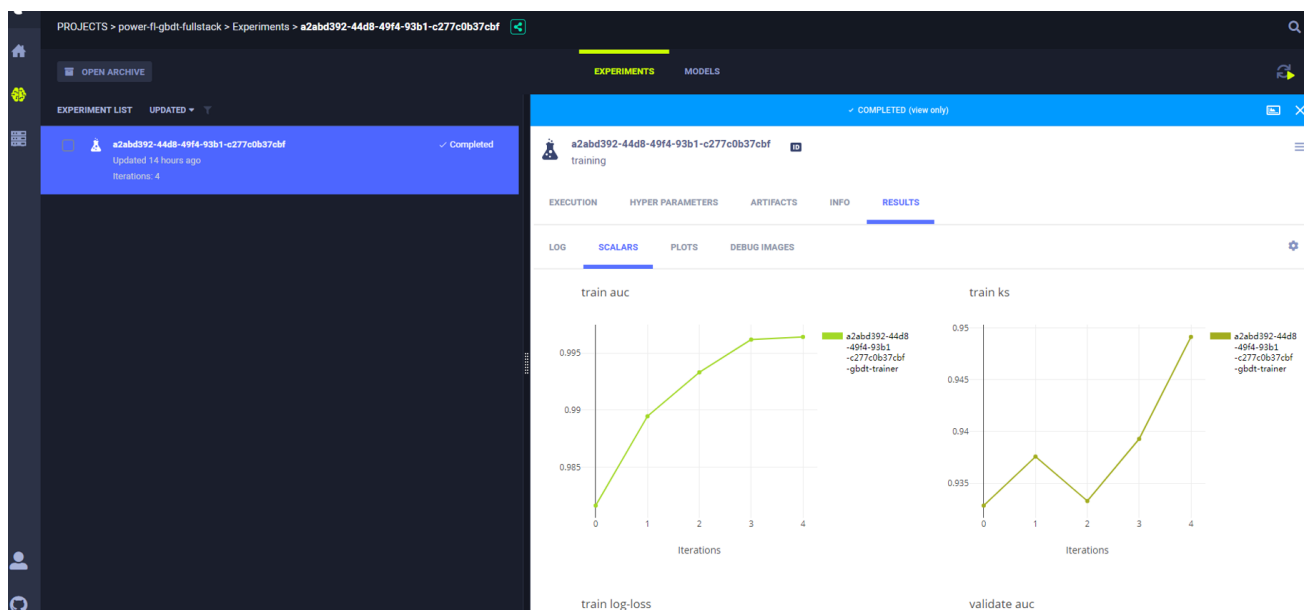 PROJECTS > power-fl-gbdt-fullstack > Experiments > a2abd392-44d8-49f4-93b1-c277c0b37cbf
OPEN ARCHIVE
EXPERIMENTS MODELS
EXPERIMENT LIST UPDATED
a2abd392-44d8-49f4-93b1-c277c0b37cbf Completed
Updated 14 hours ago
Iterations: 4
COMPLETED (view only)
a2abd392-44d8-49f4-93b1-c277c0b37cbf ID
training
EXECUTION HYPER PARAMETERS ARTIFACTS INFO RESULTS
LOG SCALARS PLOTS DEBUG IMAGES
train auc
0.995
0.99
0.985
0 1 2 3 4
Iterations
a2abd392-44d8
-49f4-93b1
-c277c0b37cbf
-gbdt-trainer
train ks
0.95
0.945
0.94
0.935
0 1 2 3 4
Iterations
a2abd392-44d8
-49f4-93b1
-c277c0b37cbf
-gbdt-trainer
train log-loss
validate auc